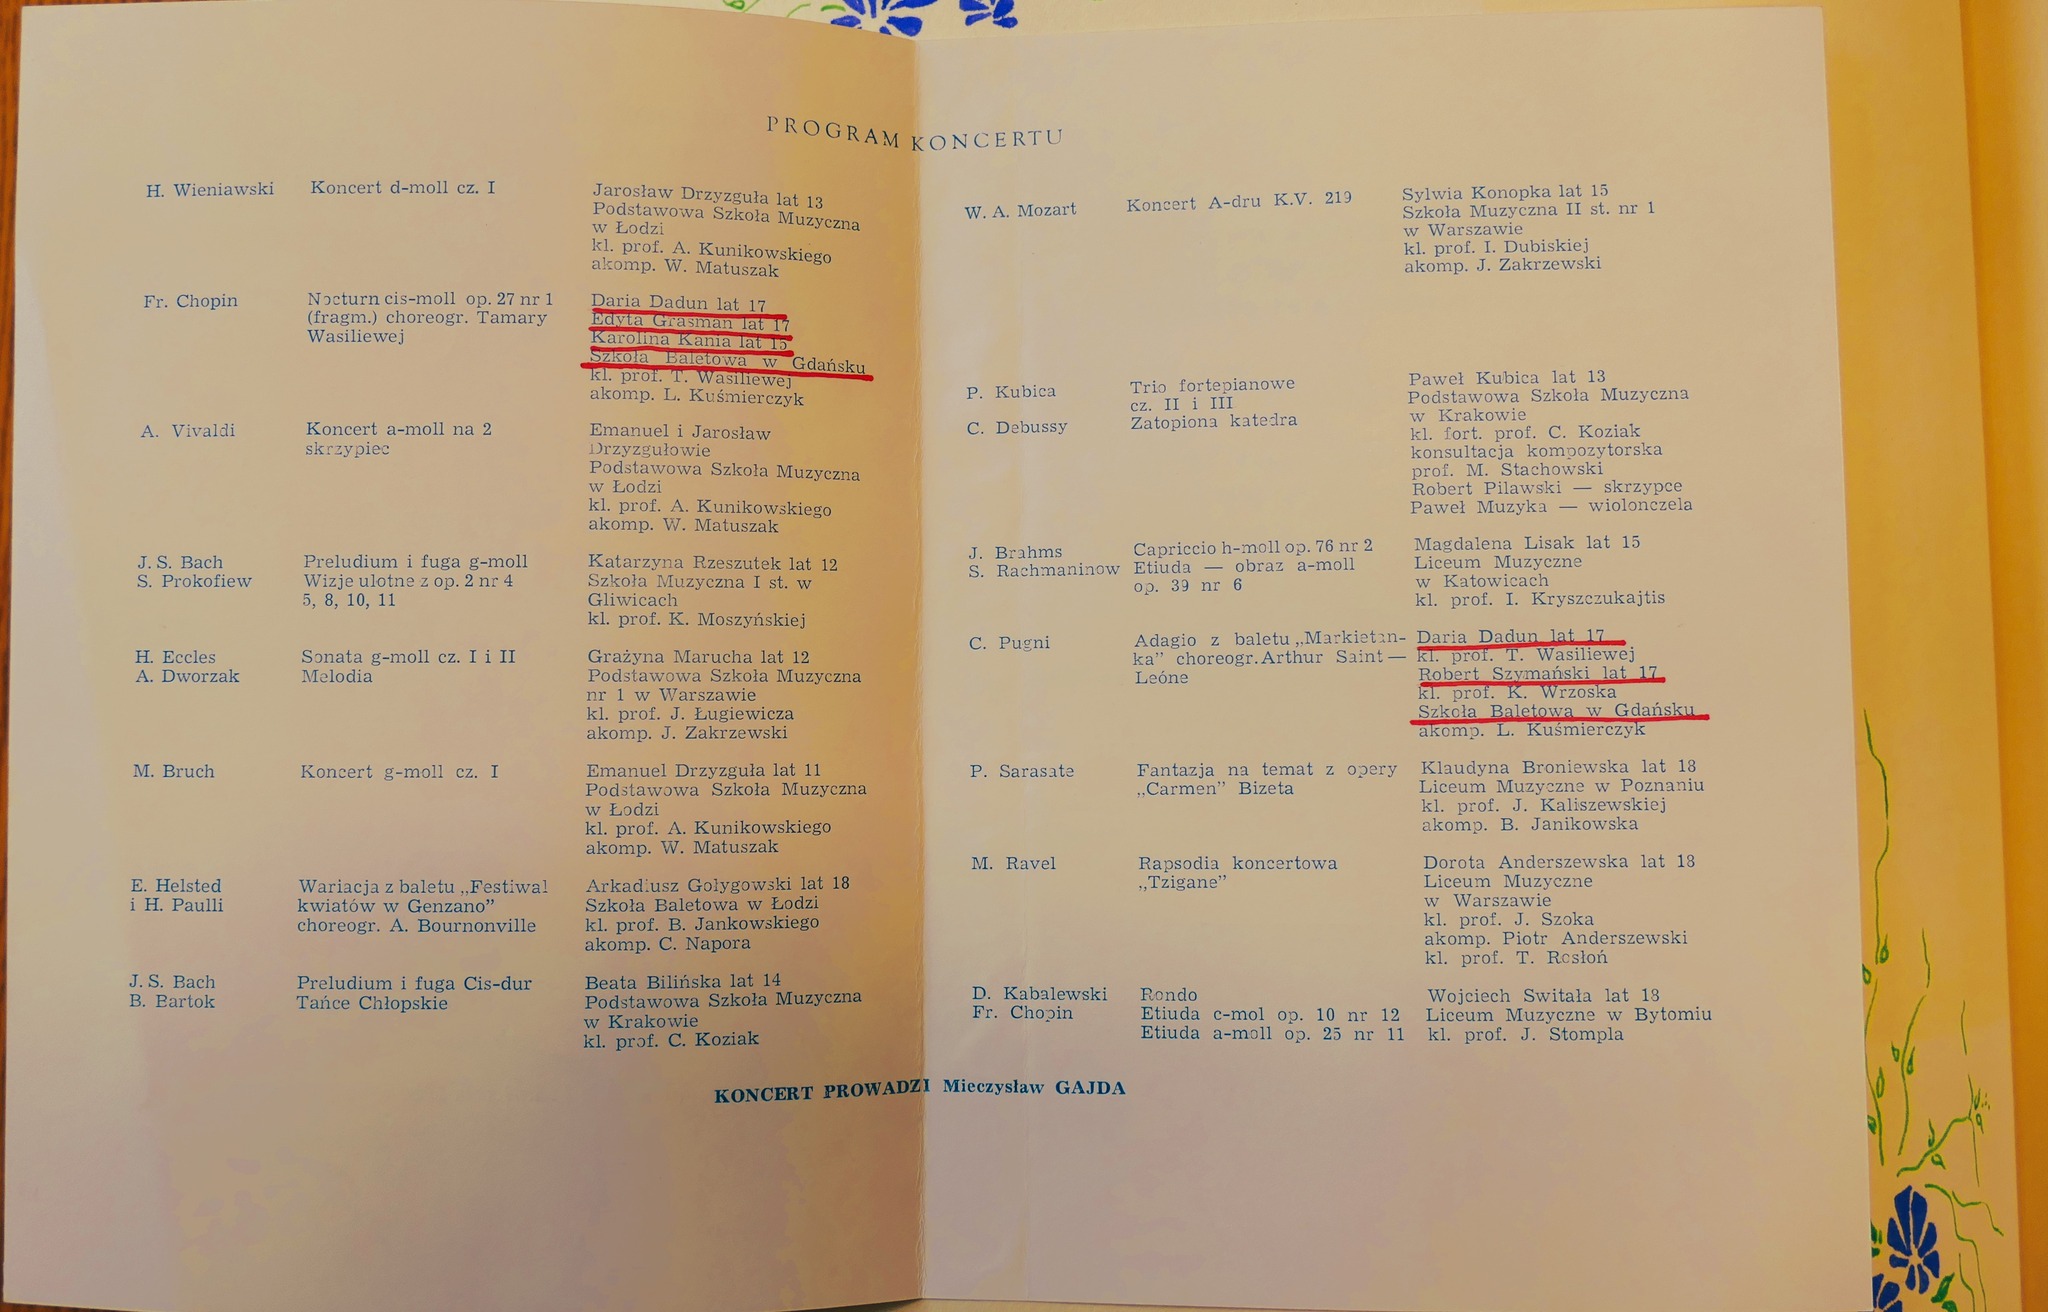 PROGRAM KONCERTU
H. Wieniawski Koncert d-moll cz. I Jarosław Drzyzguła lat 13
Podstawowa Szkoła Muzyczna
w Łodzi
kl. prof. A. Kunikowskiego
akomp. W. Matuszak
Fr. Chopin Nocturn cis-moll op. 27 nr 1 Daria Dadun lat 17
(fragm.) choreogr. Tamary Edyta Grasman lat 17
Wasiliewej Karolina Kania lat 15
Szkoła Baletowa w Gdańsku
kl. prof. T. Wasiliewej
akomp. L. Kuśmierczyk
A. Vivaldi Koncert a-moll na 2 Emanuel i Jarosław
skrzypiec Drzyzgułowie
Podstawowa Szkoła Muzyczna
w Łodzi
kl. prof. A. Kunikowskiego
akomp. W. Matuszak
J. S. Bach Preludium i fuga g-moll Katarzyna Rzeszutek lat 12
S. Prokofiew Wizje ulotne z op. 2 nr 4 Szkoła Muzyczna I st. w
5, 8, 10, 11 Gliwicach
kl. prof. K. Moszyńskiej
H. Eccles Sonata g-moll cz. I i II Grażyna Marucha lat 12
A. Dworzak Melodia Podstawowa Szkoła Muzyczna
nr 1 w Warszawie
kl. prof. J. Ługiewicza
akomp. J. Zakrzewski
M. Bruch Koncert g-moll cz. I Emanuel Drzyzguła lat 11
Podstawowa Szkoła Muzyczna
w Łodzi
kl. prof. A. Kunikowskiego
akomp. W. Matuszak
E. Helsted Wariacja z baletu „Festiwal Arkadiusz Gołygowski lat 18
i H. Paulli kwiatów w Genzano” Szkoła Baletowa w Łodzi
choreogr. A. Bournonville kl. prof. B. Jankowskiego
akomp. C. Napora
J. S. Bach Preludium i fuga Cis-dur Beata Bilińska lat 14
B. Bartok Tańce Chłopskie Podstawowa Szkoła Muzyczna
w Krakowie
kl. prof. C. Koziak
W. A. Mozart Koncert A-dru K.V. 219 Sylwia Konopka lat 15
Szkoła Muzyczna II st. nr 1
w Warszawie
kl. prof. I. Dubiskiej
akomp. J. Zakrzewski
P. Kubica Trio fortepianowe Paweł Kubica lat 13
cz. II i III Podstawowa Szkoła Muzyczna
C. Debussy Zatopiona katedra w Krakowie
kl. fort. prof. C. Koziak
konsultacja kompozytorska
prof. M. Stachowski
Robert Pilawski — skrzypce
Paweł Muzyka — wiolonczela
J. Brahms Capriccio h-moll op. 76 nr 2 Magdalena Lisak lat 15
S. Rachmaninow Etiuda — obraz a-moll Liceum Muzyczne
op. 39 nr 6 w Katowicach
kl. prof. I. Kryszczukajtis
C. Pugni Adagio z baletu „Markietan- Daria Dadun lat 17
ka” choreogr. Arthur Saint — kl. prof. T. Wasiliewej
Leóne Robert Szymański lat 17
kl. prof. K. Wrzoska
Szkoła Baletowa w Gdańsku
akomp. L. Kuśmierczyk
P. Sarasate Fantazja na temat z opery Klaudyna Broniewska lat 18
„Carmen” Bizeta Liceum Muzyczne w Poznaniu
kl. prof. J. Kaliszewskiej
akomp. B. Janikowska
M. Ravel Rapsodia koncertowa Dorota Anderszewska lat 18
„Tzigane” Liceum Muzyczne
w Warszawie
kl. prof. J. Szoka
akomp. Piotr Anderszewski
kl. prof. T. Rosłoń
D. Kabalewski Rondo Wojciech Switała lat 18
Fr. Chopin Etiuda c-mol op. 10 nr 12 Liceum Muzyczne w Bytomiu
Etiuda a-moll op. 25 nr 11 kl. prof. J. Stompla
KONCERT PROWADZI Mieczysław GAJDA